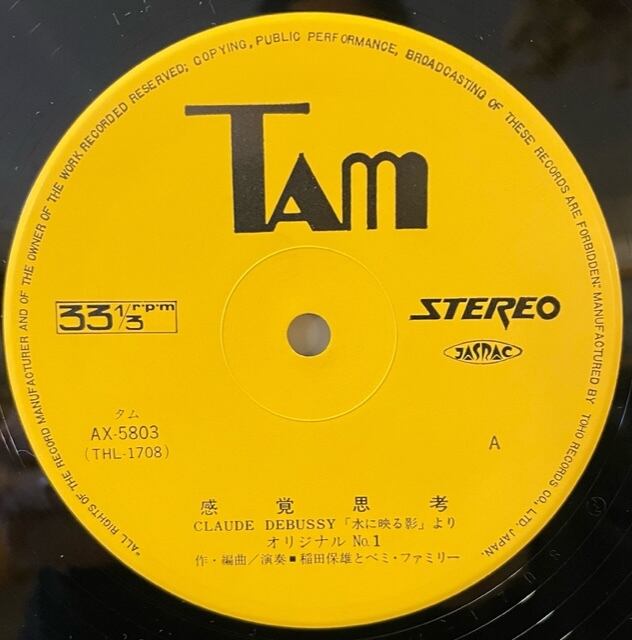 "ALL RIGHTS OF THE RECORD MANUFACTURER AND OF THE OWNER OF THE WORK RECORDED RESERVED; COPYING, PUBLIC PERFORMANCE, BROADCASTING OF THESE RECORDS ARE FORBIDDEN." MANUFACTURED BY TOHO RECORDS CO., LTD. JAPAN.
TAM
33 1/3 r·p·m
STEREO
JASRAC
タム
AX-5803
(THL-1708)
A
感覚思考
CLAUDE DEBUSSY「水に映る影」より
オリジナル No.1
作・編曲／演奏■稲田保雄とベミ・ファミリー